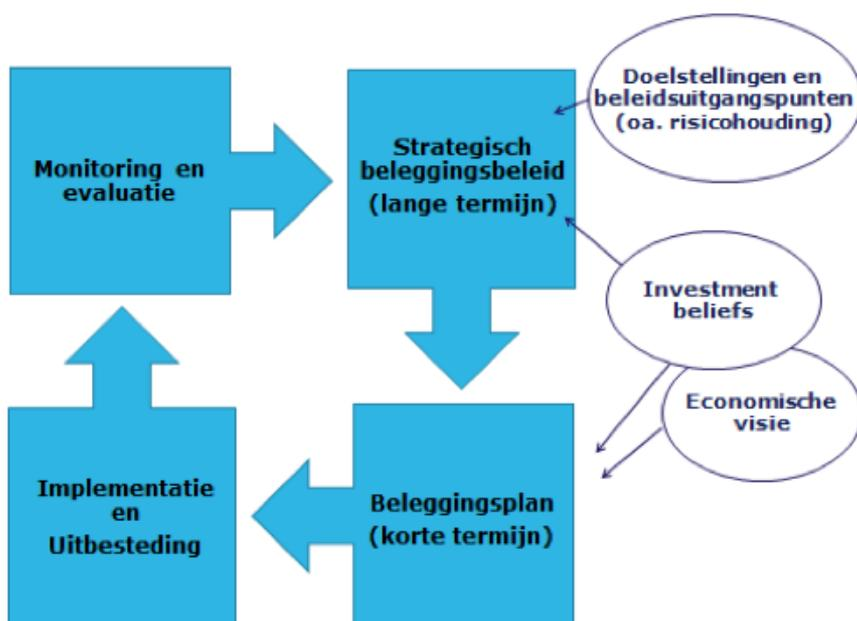 Monitoring en
evaluatie
Strategisch
beleggingsbeleid
(lange termijn)
Doelstellingen en
beleidsuitgangspunten
(oa. risicohouding)
Investment
beliefs
Economische
visie
Beleggingsplan
(korte termijn)
Implementatie
en
Uitbesteding